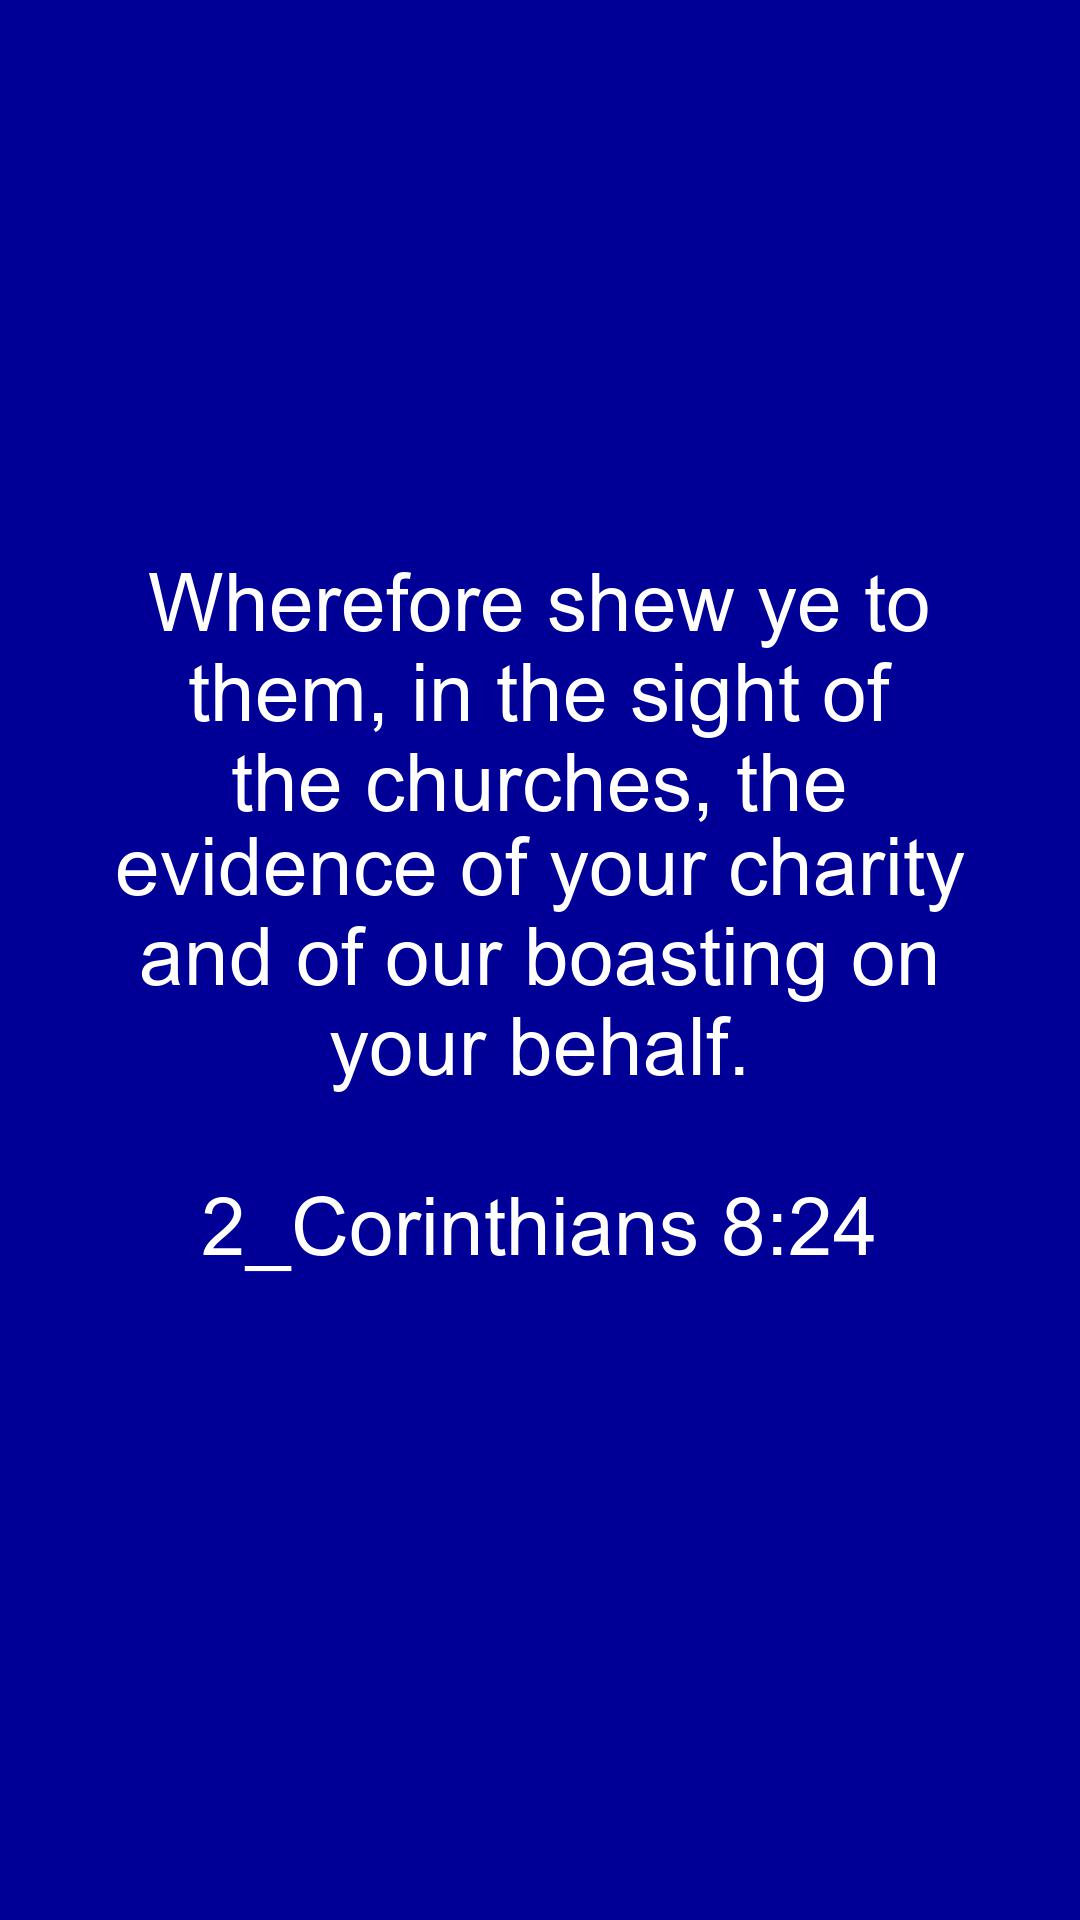 Wherefore shew ye to
them, in the sight of
the churches, the
evidence of your charity
and of our boasting on
your behalf.
2_Corinthians 8:24